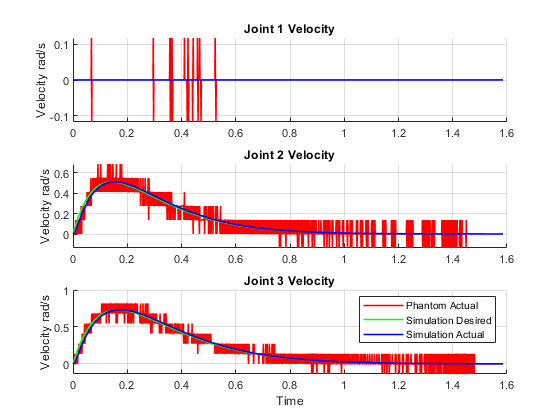 Joint 1 Velocity
Velocity rad/s
0.1
0
-0.1
0 0.2 0.4 0.6 0.8 1 1.2 1.4 1.6
Joint 2 Velocity
Velocity rad/s
0.6
0.4
0.2
0
0 0.2 0.4 0.6 0.8 1 1.2 1.4 1.6
Joint 3 Velocity
Velocity rad/s
1
0.5
0
Phantom Actual
Simulation Desired
Simulation Actual
0 0.2 0.4 0.6 0.8 1 1.2 1.4 1.6
Time